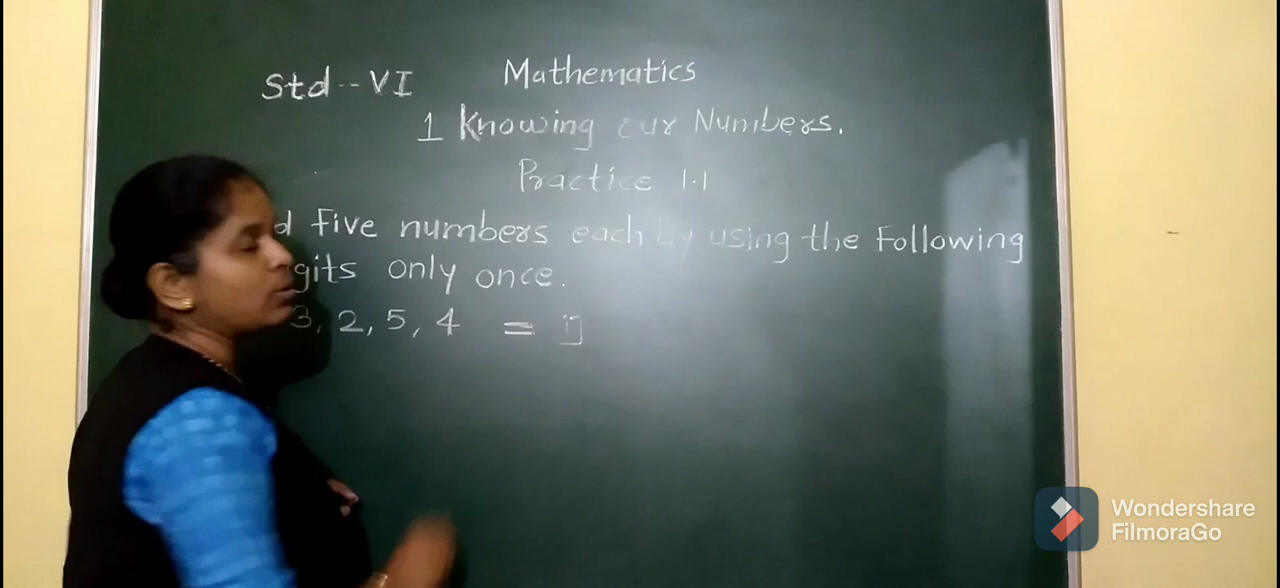 Std--VI Mathematics
1 Knowing our Numbers.
Practice 1.1
d five numbers each by using the Following
gits only once.
3, 2, 5, 4 =
Wondershare
FilmoraGo